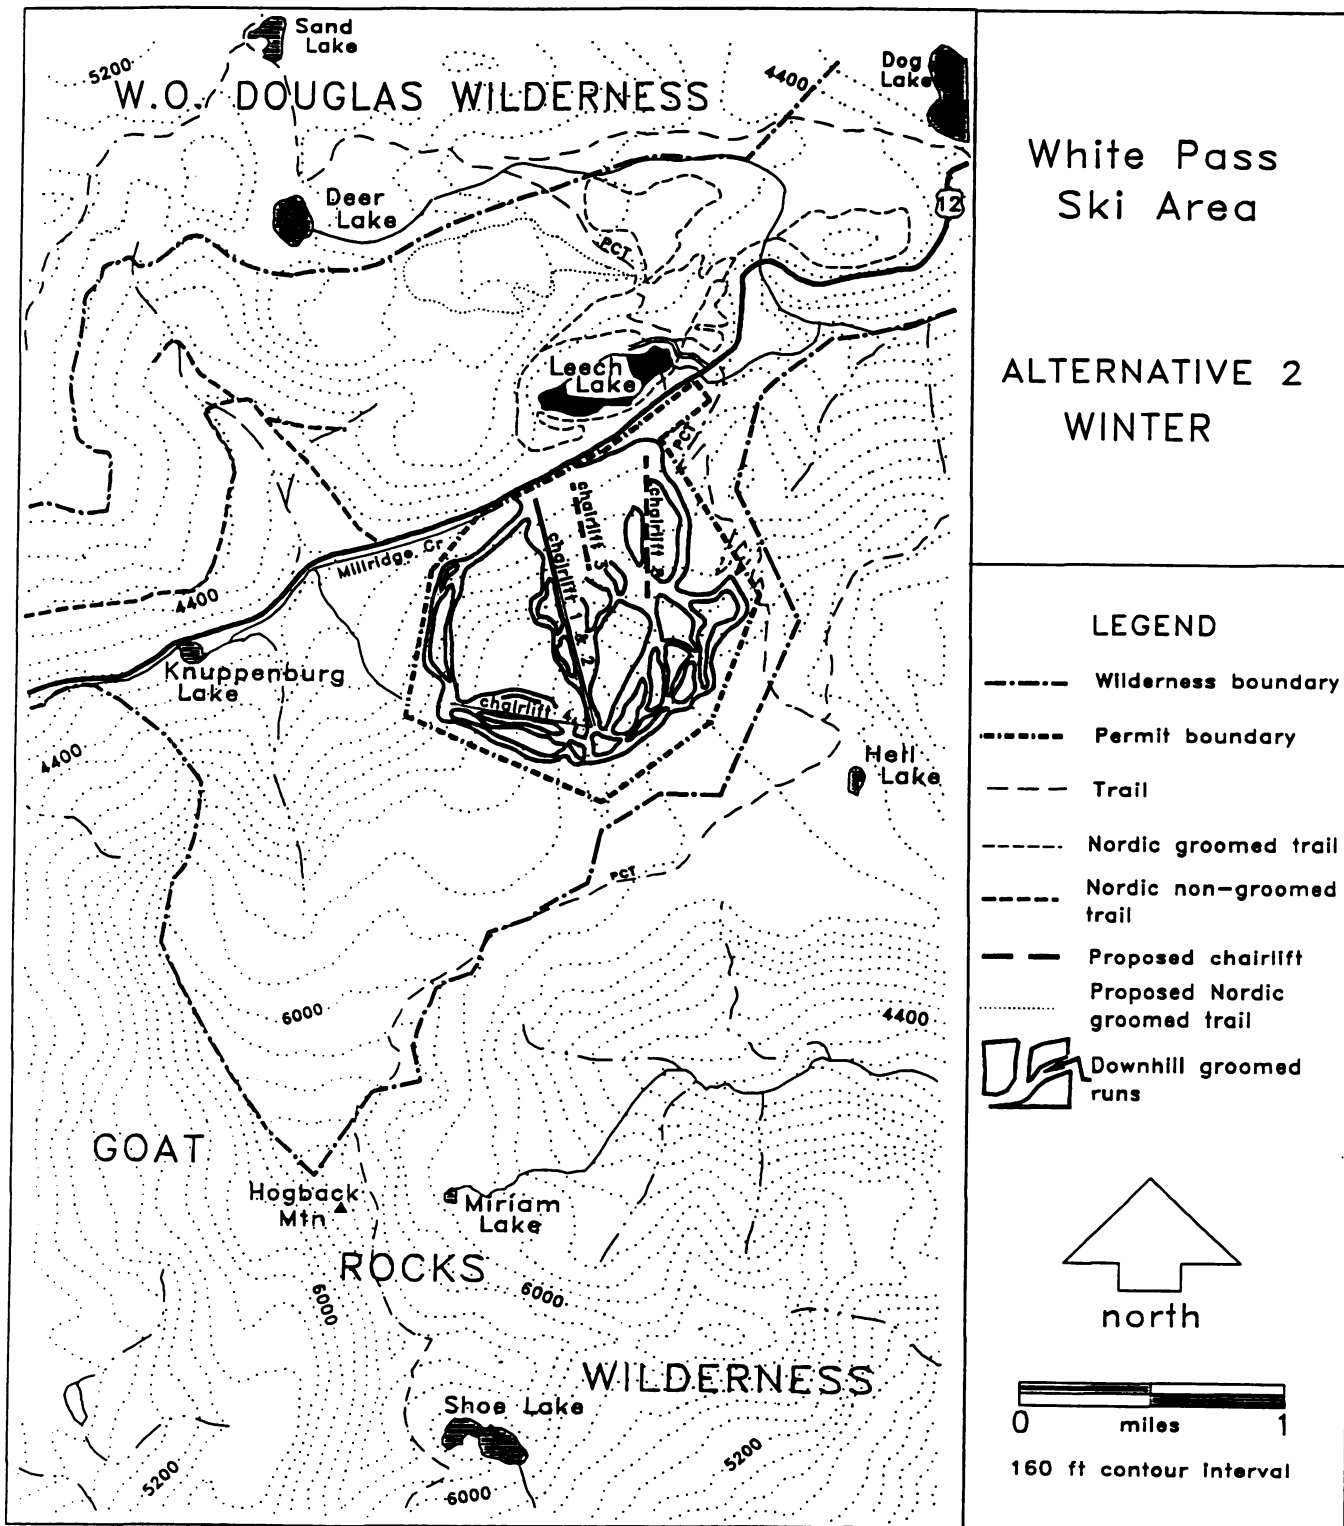 Sand
Lake
5200
W.O. DOUGLAS WILDERNESS
4400
Dog
Lake
12
Deer
Lake
PCT
Leech
Lake
PCT
chairlift 3
chairlift 8
chairlift 1 & 2
Millridge Cr
4400
Knuppenburg
Lake
chairlift 4
4400
Hell
Lake
PCT
6000
4400
GOAT
Hogback
Mtn
Miriam
Lake
ROCKS
6000
6000
WILDERNESS
Shoe Lake
5200
6000
5200
White Pass
Ski Area
ALTERNATIVE 2
WINTER
LEGEND
Wilderness boundary
Permit boundary
Trail
Nordic groomed trail
Nordic non-groomed
trail
Proposed chairlift
Proposed Nordic
groomed trail
Downhill groomed
runs
north
0 miles 1
160 ft contour interval